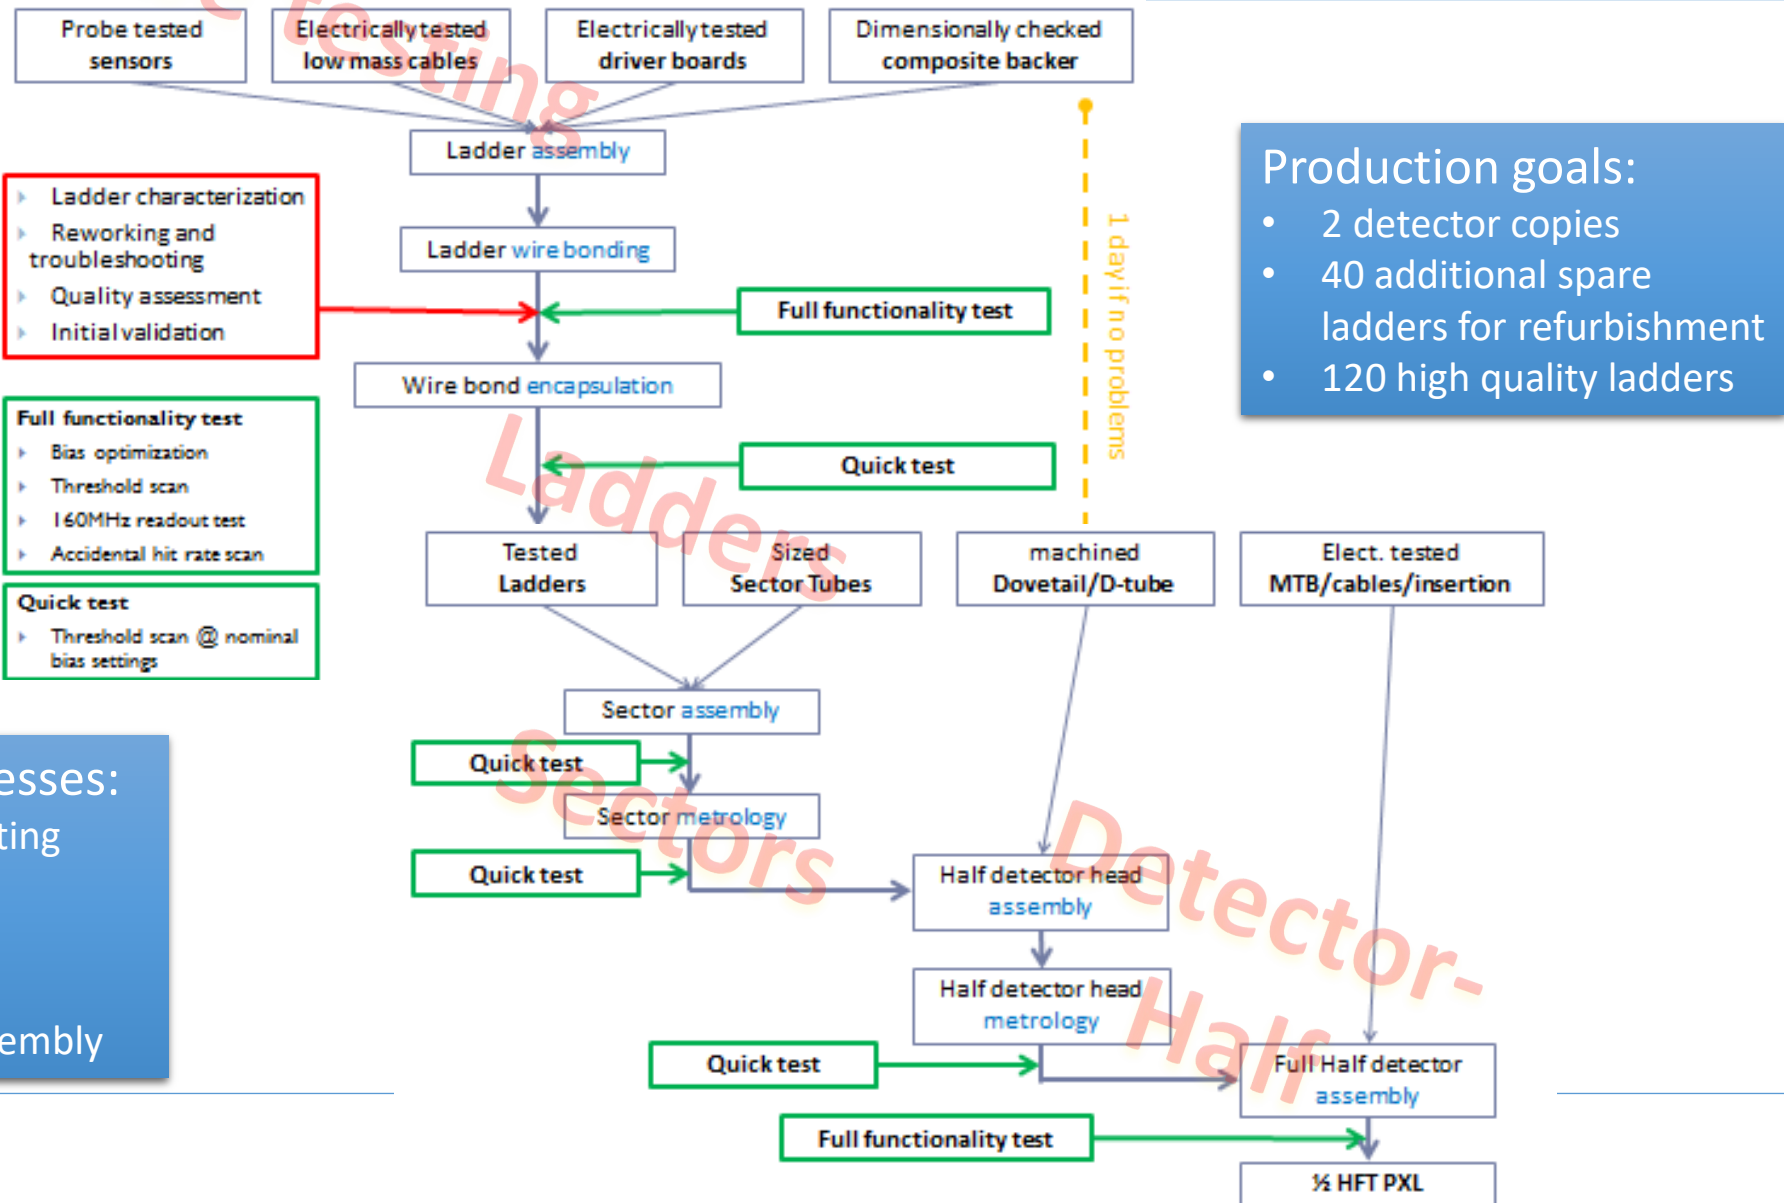 Probe tested
sensors
Electrically tested
low mass cables
Electrically tested
driver boards
Dimensionally checked
composite backer
testing
Ladder assembly
Ladder characterization
Reworking and
troubleshooting
Quality assessment
Initial validation
Ladder wire bonding
Full functionality test
1 day if no problems
Production goals:
• 2 detector copies
• 40 additional spare
ladders for refurbishment
• 120 high quality ladders
Wire bond encapsulation
Full functionality test
Bias optimization
Threshold scan
160MHz readout test
Accidental hit rate scan
Quick test
Ladders
Quick test
Threshold scan @ nominal
bias settings
Tested
Ladders
Sized
Sector Tubes
machined
Dovetail/D-tube
Elect. tested
MTB/cables/insertion
Sector assembly
Quick test
Sectors
Sector metrology
Quick test
esses:
ting
embly
Half detector head
assembly
Detector-
Half
Half detector head
metrology
Quick test
Full Half detector
assembly
Full functionality test
½ HFT PXL